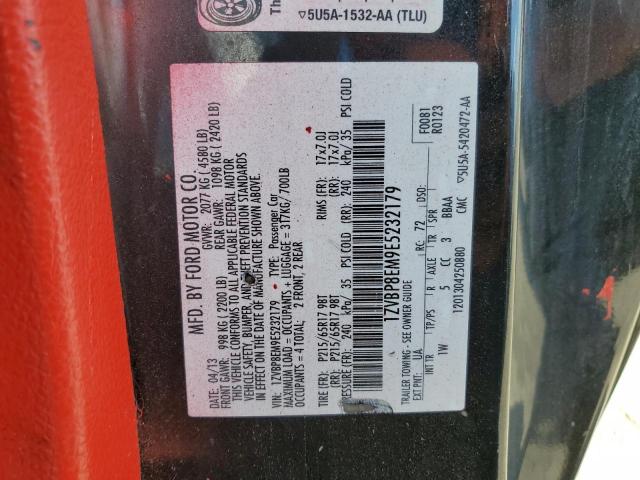 Th
▽5U5A-1532-AA (TLU)
MFD. BY FORD MOTOR CO.
DATE: 04/13 GVWR: 2077 KG ( 4580 LB)
FRONT GAWR: 998 KG ( 2200 LB) REAR GAWR: 1098 KG ( 2420 LB)
THIS VEHICLE CONFORMS TO ALL APPLICABLE FEDERAL MOTOR
VEHICLE SAFETY, BUMPER, AND THEFT PREVENTION STANDARDS
IN EFFECT ON THE DATE OF MANUFACTURE SHOWN ABOVE.
VIN: 1ZVBP8EM9E5232179 TYPE: Passenger Car
MAXIMUM LOAD = OCCUPANTS + LUGGAGE = 317KG/ 700LB
OCCUPANTS = 4 TOTAL; 2 FRONT, 2 REAR
TIRE (FR): P215/65R17 98T RIMS (FR): 17x7.0J
(RR): P215/65R17 98T (RR): 17x7.0J
PRESSURE (FR): 240 kPa/ 35 PSI COLD (RR): 240 kPa/ 35 PSI COLD
1ZVBP8EM9E5232179
TRAILER TOWING - SEE OWNER GUIDE
F0081
R0123
EXT PNT: UA RC: 72 DSO:
INT TR TP/PS R AXLE TR SPR
1W 5 CC 3 BBAA
1201304250880 CMC ▽5U5A-5420472-AA